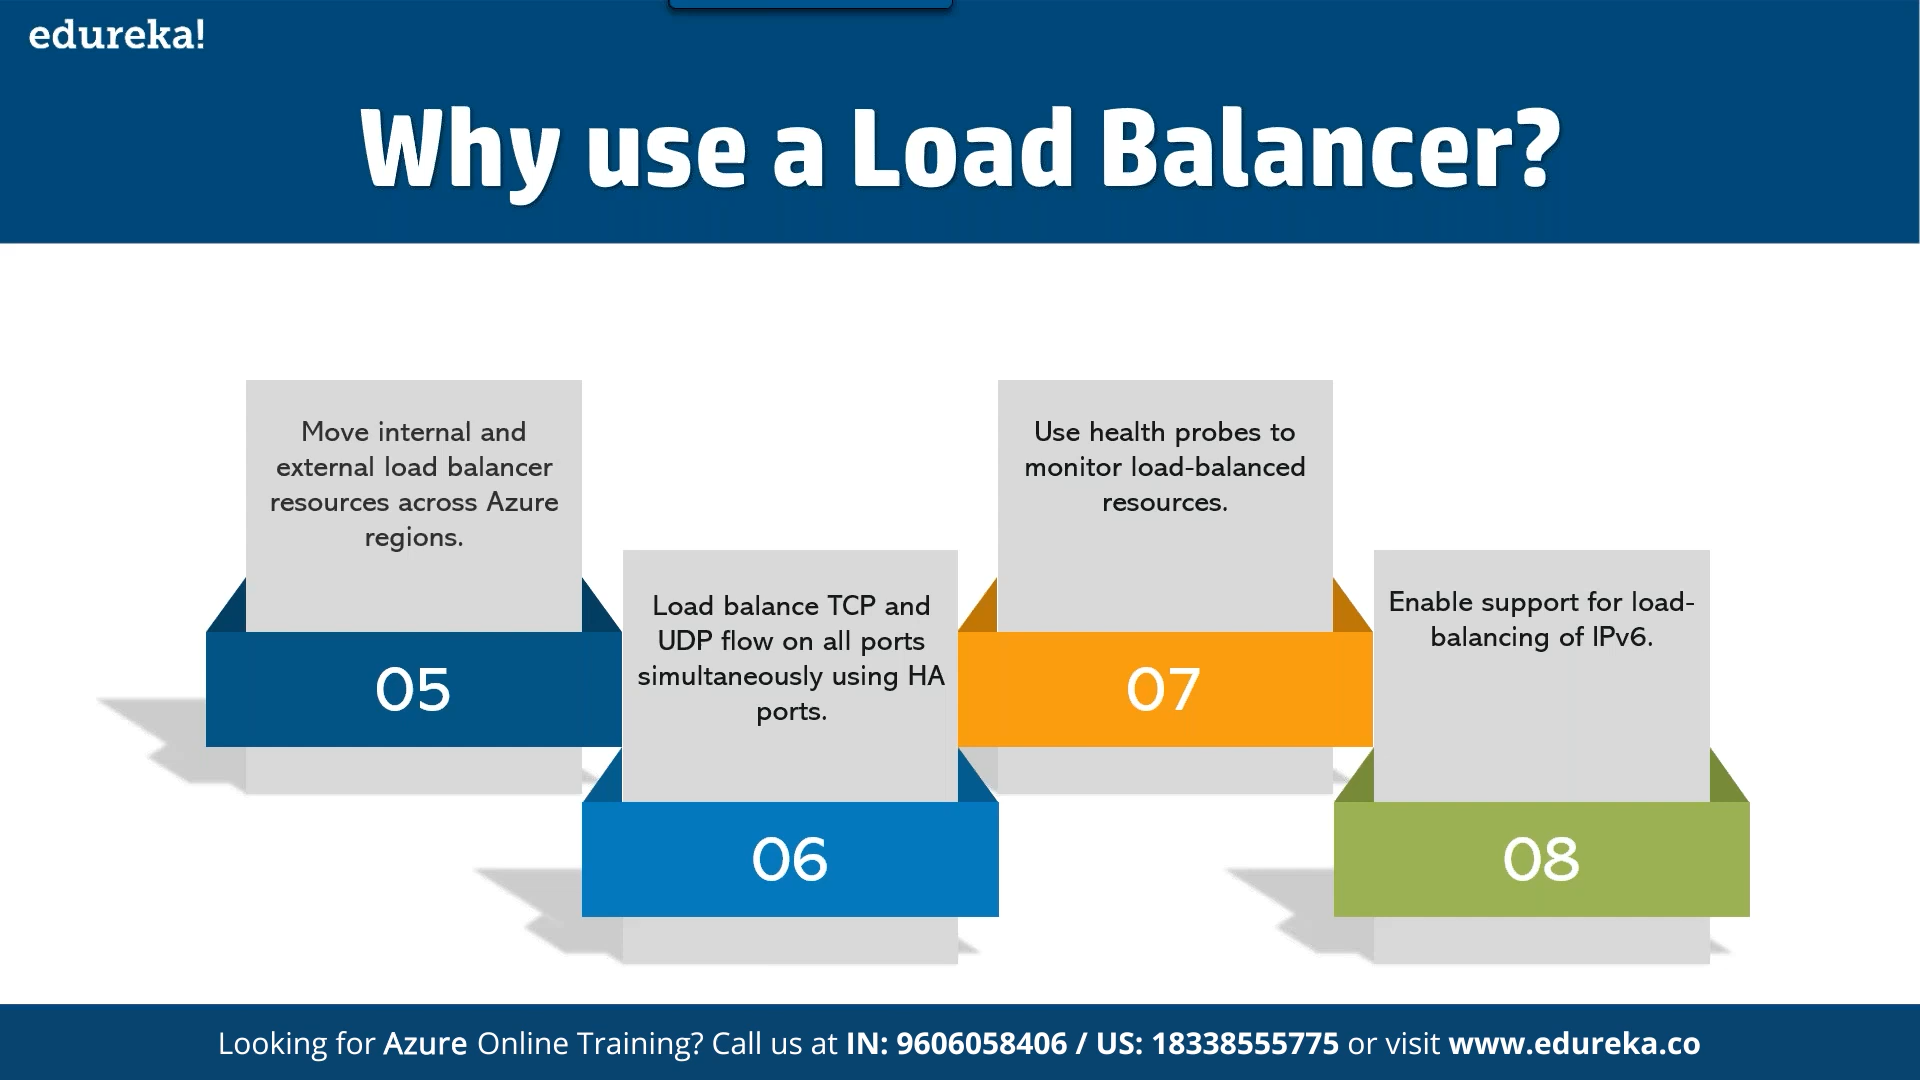 edureka!
Why use a Load Balancer?
Move internal and
external load balancer
resources across Azure
regions.
05
Load balance TCP and
UDP flow on all ports
simultaneously using HA
ports.
06
Use health probes to
monitor load-balanced
resources.
07
Enable support for load-
balancing of IPv6.
08
Looking for Azure Online Training? Call us at IN: 9606058406 / US: 18338555775 or visit www.edureka.co